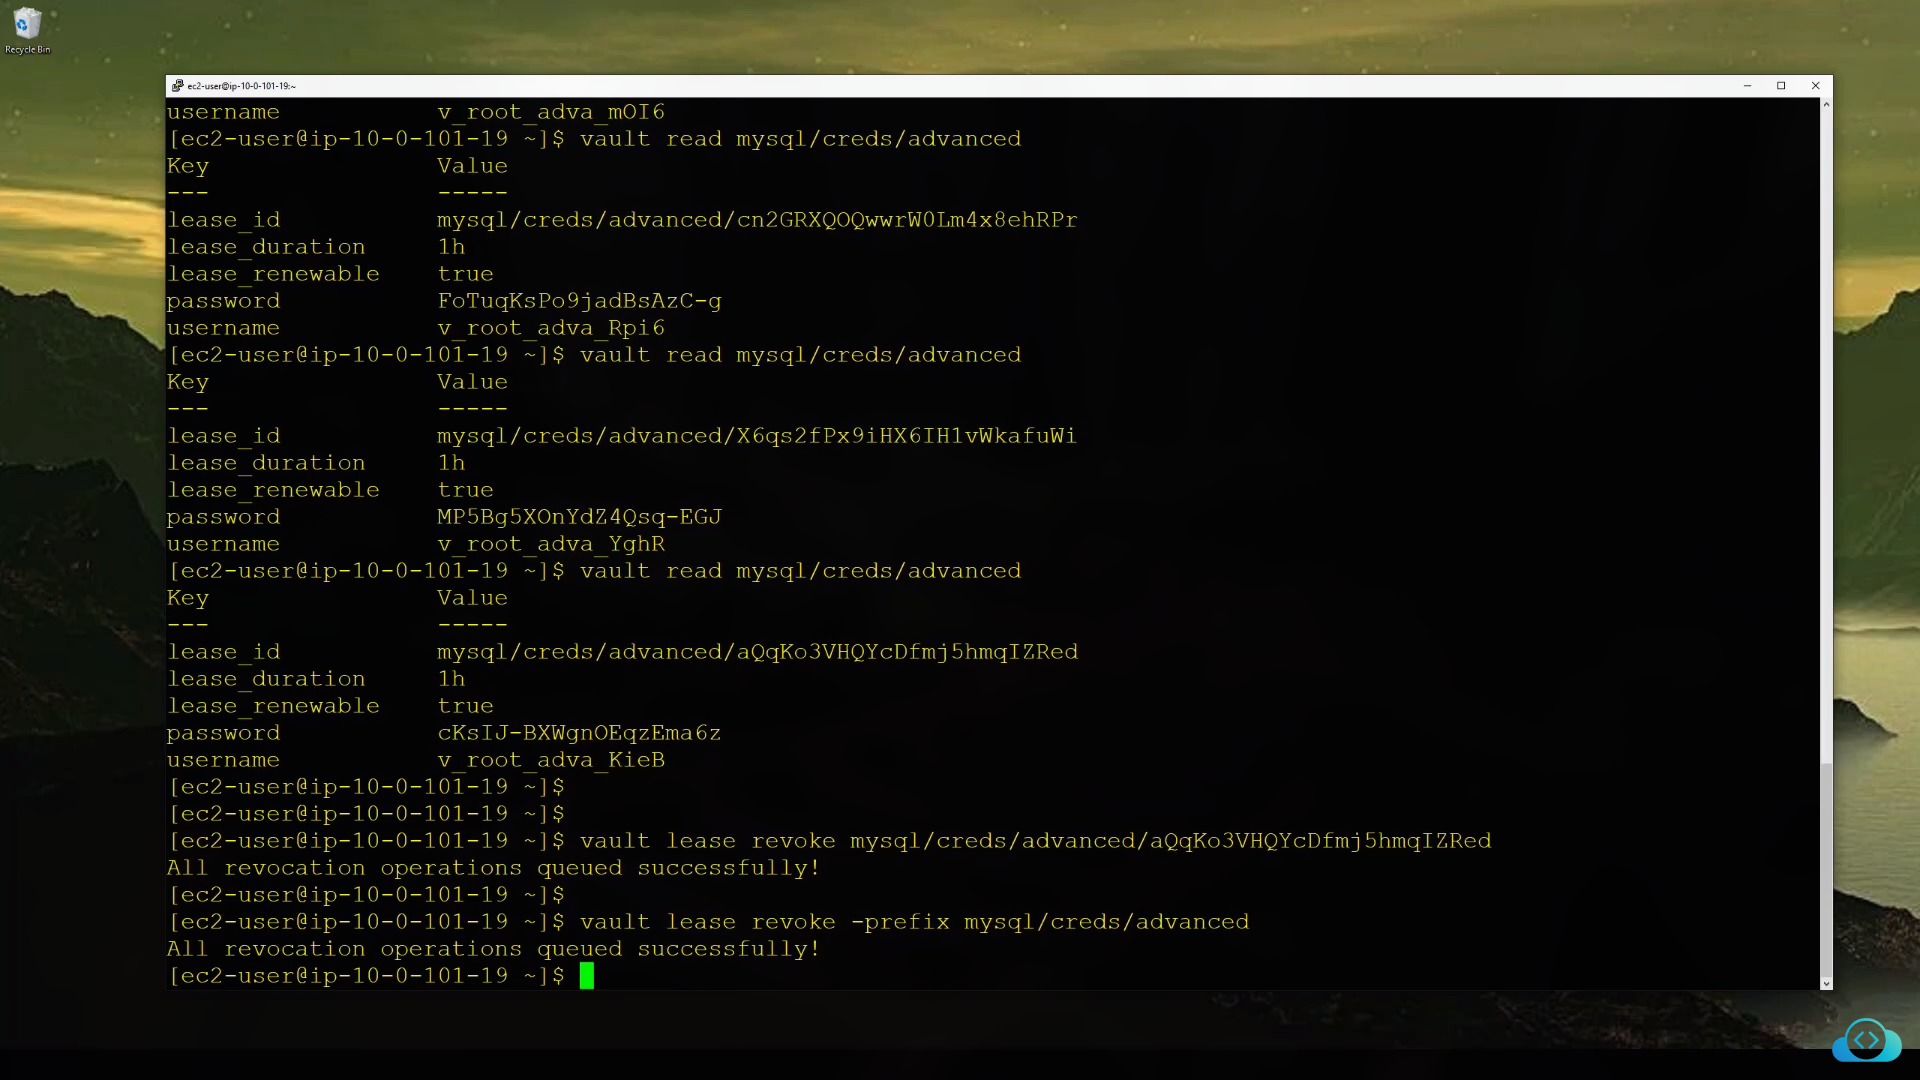 Recycle Bin
ec2-user@ip-10-0-101-19:~
username v_root_adva_mOI6
[ec2-user@ip-10-0-101-19 ~]$ vault read mysql/creds/advanced
Key Value
--- -----
lease_id mysql/creds/advanced/cn2GRXQOQwwrW0Lm4x8ehRPr
lease_duration 1h
lease_renewable true
password FoTuqKsPo9jadBsAzC-g
username v_root_adva_Rpi6
[ec2-user@ip-10-0-101-19 ~]$ vault read mysql/creds/advanced
Key Value
--- -----
lease_id mysql/creds/advanced/X6qs2fPx9iHX6IH1vWkafuWi
lease_duration 1h
lease_renewable true
password MP5Bg5XOnYdZ4Qsq-EGJ
username v_root_adva_YghR
[ec2-user@ip-10-0-101-19 ~]$ vault read mysql/creds/advanced
Key Value
--- -----
lease_id mysql/creds/advanced/aQqKo3VHQYcDfmj5hmqIZRed
lease_duration 1h
lease_renewable true
password cKsIJ-BXWgnOEqzEma6z
username v_root_adva_KieB
[ec2-user@ip-10-0-101-19 ~]$
[ec2-user@ip-10-0-101-19 ~]$
[ec2-user@ip-10-0-101-19 ~]$ vault lease revoke mysql/creds/advanced/aQqKo3VHQYcDfmj5hmqIZRed
All revocation operations queued successfully!
[ec2-user@ip-10-0-101-19 ~]$
[ec2-user@ip-10-0-101-19 ~]$ vault lease revoke -prefix mysql/creds/advanced
All revocation operations queued successfully!
[ec2-user@ip-10-0-101-19 ~]$